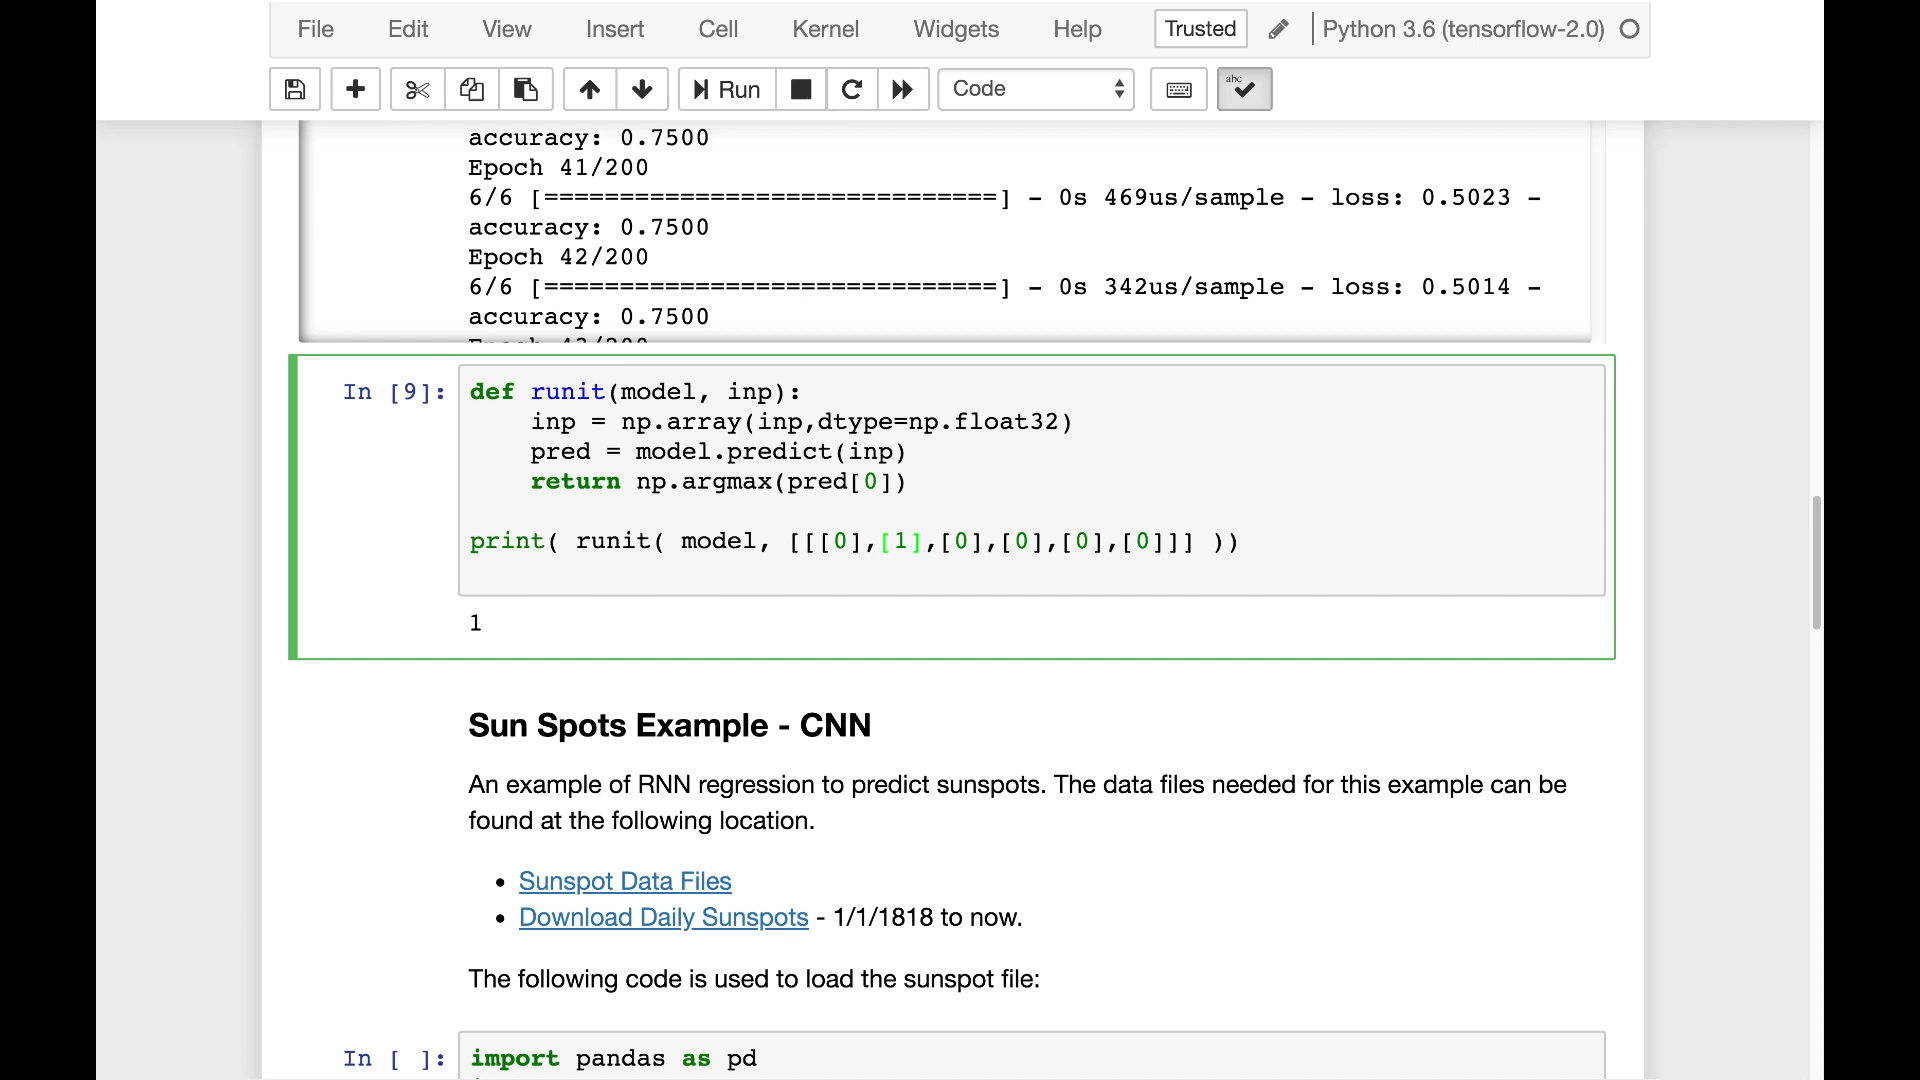 File Edit View Insert Cell Kernel Widgets Help Trusted Python 3.6 (tensorflow-2.0)
Run Code abc
accuracy: 0.7500
Epoch 41/200
6/6 [==============================] - 0s 469us/sample - loss: 0.5023 -
accuracy: 0.7500
Epoch 42/200
6/6 [==============================] - 0s 342us/sample - loss: 0.5014 -
accuracy: 0.7500
Epoch 43/200
In [9]: def runit(model, inp):
    inp = np.array(inp,dtype=np.float32)
    pred = model.predict(inp)
    return np.argmax(pred[0])
print( runit( model, [[[0],[1],[0],[0],[0],[0]]] ))
1
Sun Spots Example - CNN
An example of RNN regression to predict sunspots. The data files needed for this example can be
found at the following location.
• Sunspot Data Files
• Download Daily Sunspots - 1/1/1818 to now.
The following code is used to load the sunspot file:
In [ ]: import pandas as pd